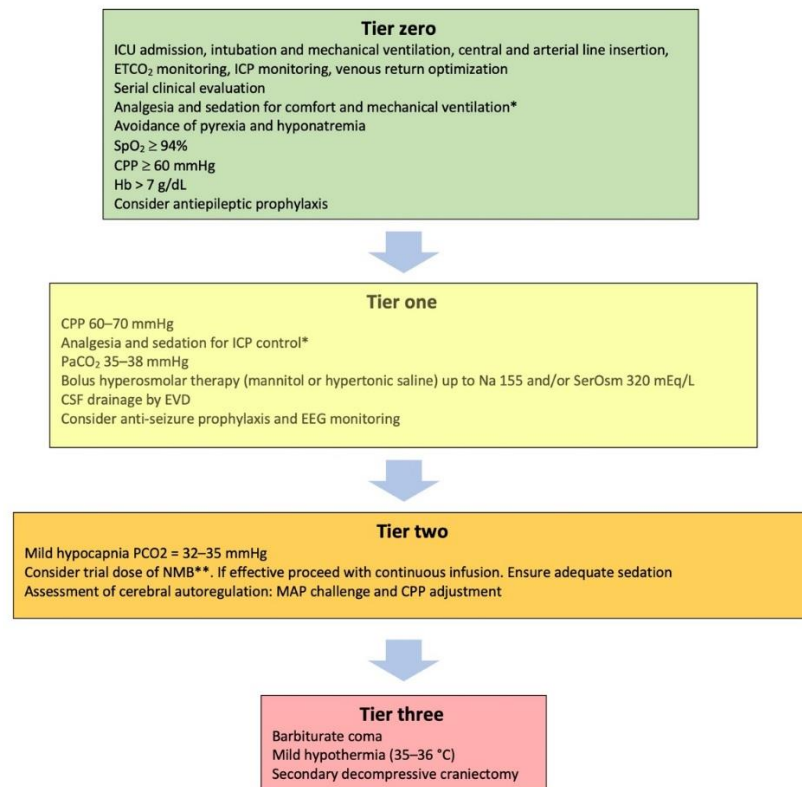 Tier zero
ICU admission, intubation and mechanical ventilation, central and arterial line insertion,
ETCO₂ monitoring, ICP monitoring, venous return optimization
Serial clinical evaluation
Analgesia and sedation for comfort and mechanical ventilation*
Avoidance of pyrexia and hyponatremia
SpO₂ ≥ 94%
CPP ≥ 60 mmHg
Hb > 7 g/dL
Consider antiepileptic prophylaxis
Tier one
CPP 60–70 mmHg
Analgesia and sedation for ICP control*
PaCO₂ 35–38 mmHg
Bolus hyperosmolar therapy (mannitol or hypertonic saline) up to Na 155 and/or SerOsm 320 mEq/L
CSF drainage by EVD
Consider anti-seizure prophylaxis and EEG monitoring
Tier two
Mild hypocapnia PCO2 = 32–35 mmHg
Consider trial dose of NMB**. If effective proceed with continuous infusion. Ensure adequate sedation
Assessment of cerebral autoregulation: MAP challenge and CPP adjustment
Tier three
Barbiturate coma
Mild hypothermia (35–36 °C)
Secondary decompressive craniectomy